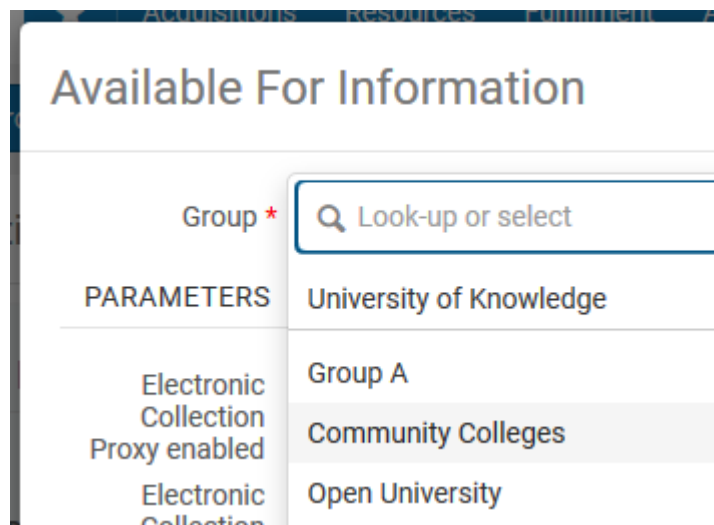 Acquisitions Resources Fulfillment
Available For Information
Group *
Look-up or select
PARAMETERS
University of Knowledge
Group A
Electronic
Collection
Proxy enabled
Community Colleges
Open University
Electronic
Collection